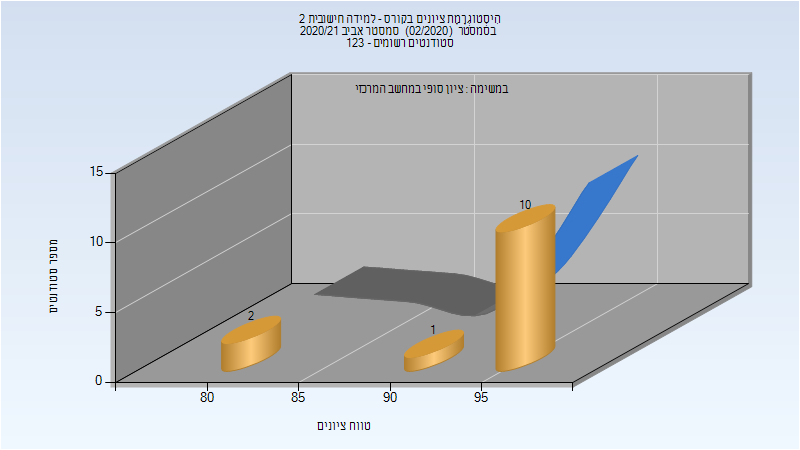 היסטוגרמת ציונים בקורס - למידה חישובית 2
בסמסטר (02/2020) סמסטר אביב 2020/21
סטודנטים רשומים - 123
במשימה : ציון סופי במחשב המרכזי
מספר סטודנטים
15
10
5
0
2
1
10
80
85
90
95
טווח ציונים